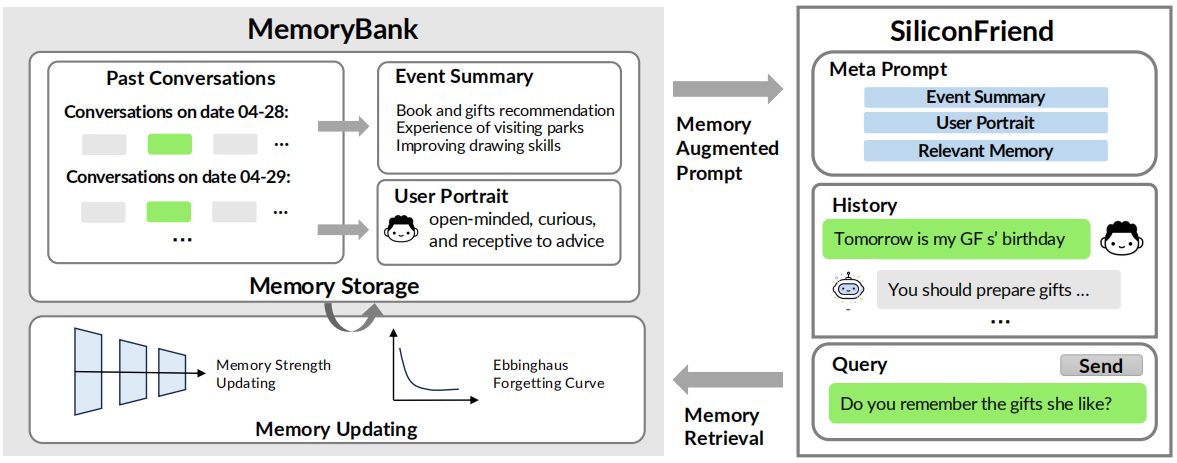 MemoryBank
Past Conversations
Conversations on date 04-28:
...
Conversations on date 04-29:
...
...
Event Summary
Book and gifts recommendation
Experience of visiting parks
Improving drawing skills
User Portrait
open-minded, curious,
and receptive to advice
Memory Storage
Memory Strength
Updating
Ebbinghaus
Forgetting Curve
Memory Updating
Memory
Augmented
Prompt
Memory
Retrieval
SiliconFriend
Meta Prompt
Event Summary
User Portrait
Relevant Memory
History
Tomorrow is my GF s’ birthday
You should prepare gifts ...
...
Query
Send
Do you remember the gifts she like?